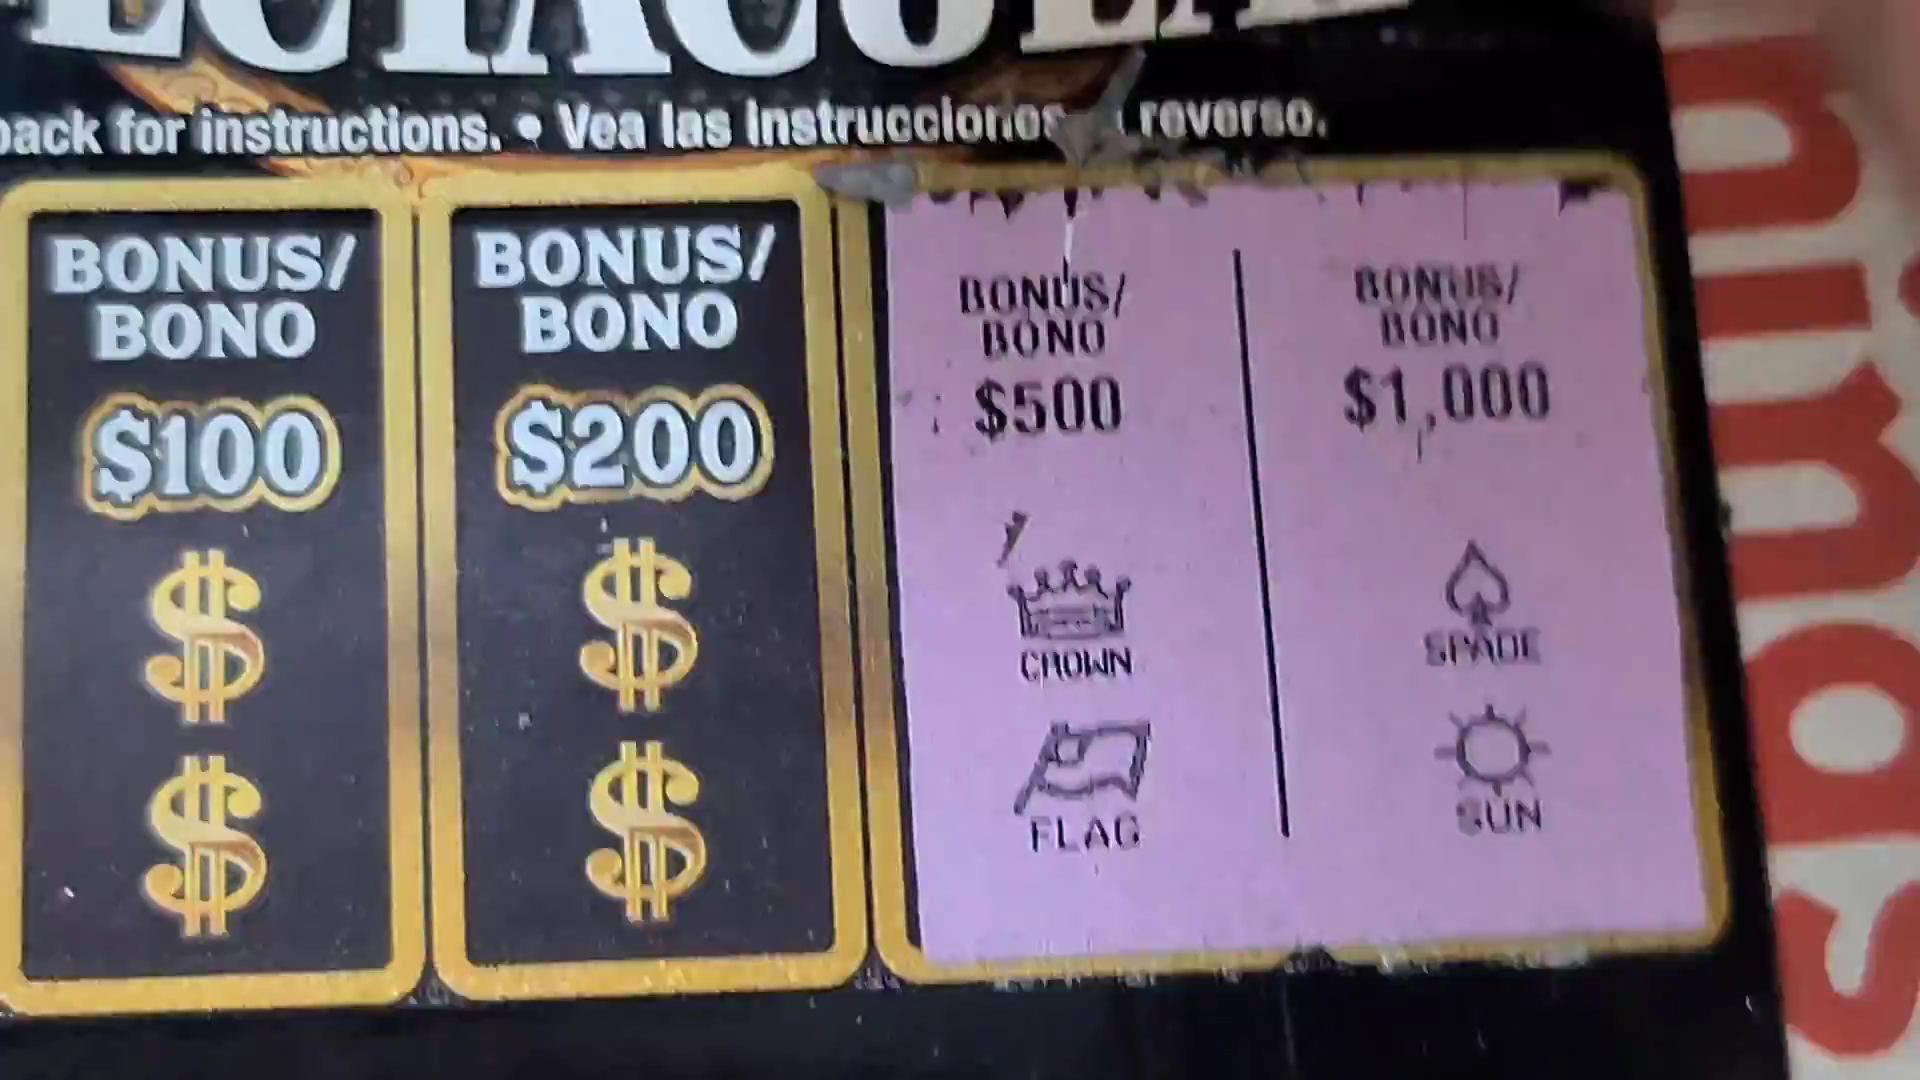 back for instructions. • Vea las instrucciones reverso.
BONUS/
BONO
$100
BONUS/
BONO
$200
BONUS/
BONO
$500
CROWN
FLAG
BONUS/
BONO
$1,000
SPADE
SUN